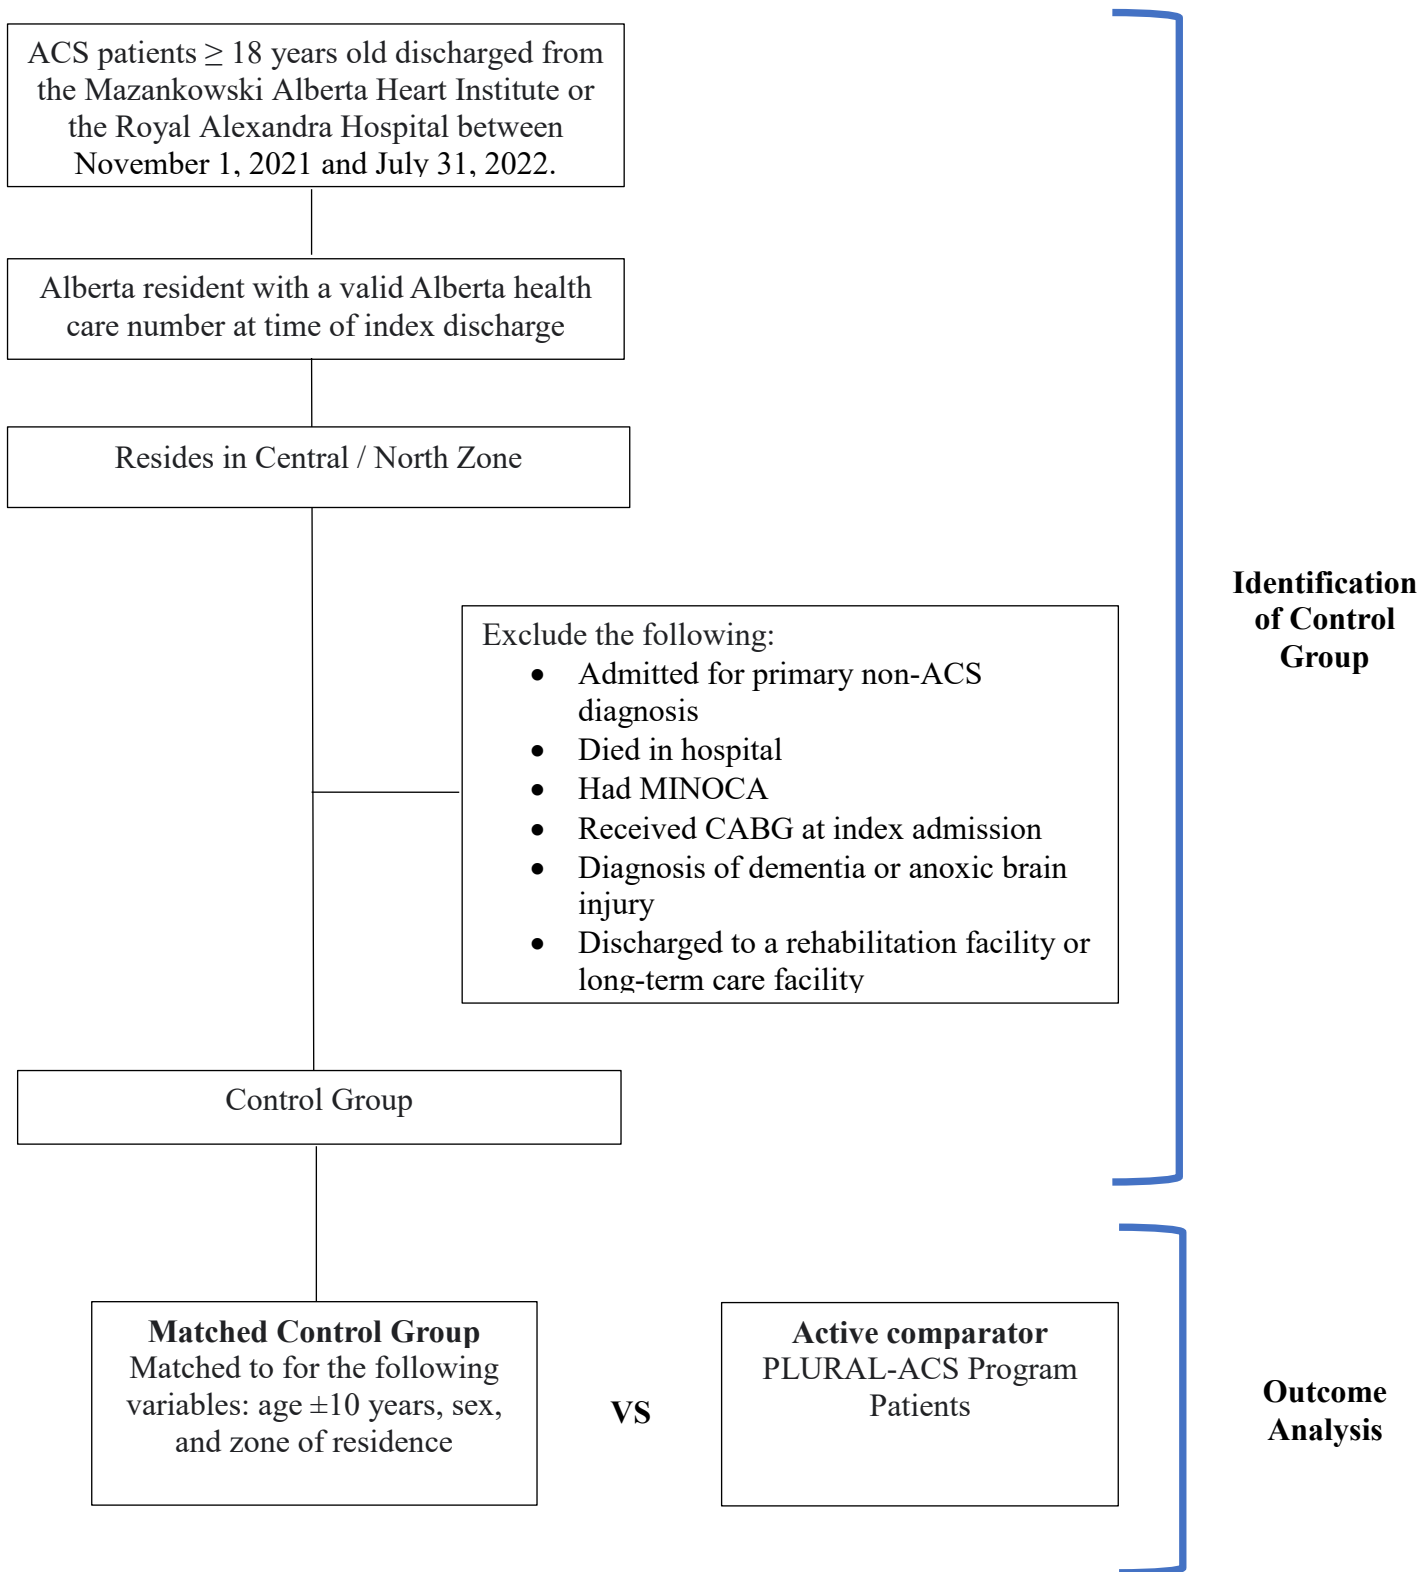 ACS patients ≥ 18 years old discharged from
the Mazankowski Alberta Heart Institute or
the Royal Alexandra Hospital between
November 1, 2021 and July 31, 2022.
Alberta resident with a valid Alberta health
care number at time of index discharge
Resides in Central / North Zone
Exclude the following:
• Admitted for primary non-ACS
diagnosis
• Died in hospital
• Had MINOCA
• Received CABG at index admission
• Diagnosis of dementia or anoxic brain
injury
• Discharged to a rehabilitation facility or
long-term care facility
Identification
of Control
Group
Control Group
Matched Control Group
Matched to for the following
variables: age ±10 years, sex,
and zone of residence
VS
Active comparator
PLURAL-ACS Program
Patients
Outcome
Analysis